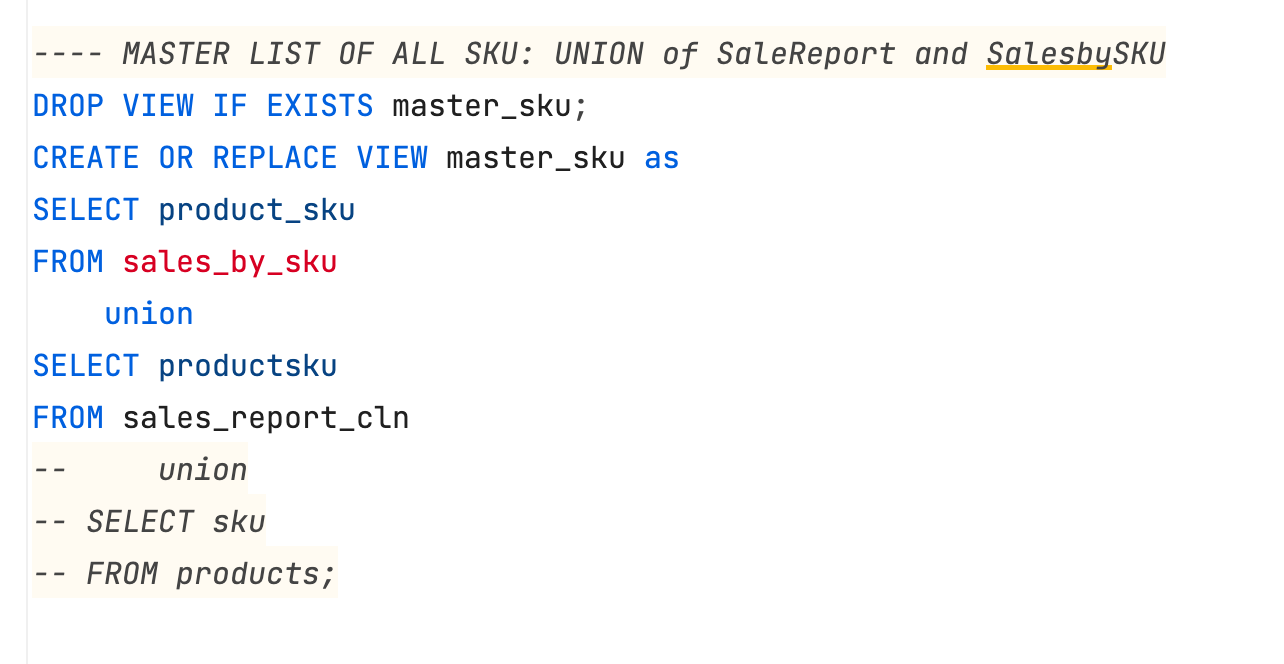 ---- MASTER LIST OF ALL SKU: UNION of SaleReport and SalesbySKU
DROP VIEW IF EXISTS master_sku;
CREATE OR REPLACE VIEW master_sku as
SELECT product_sku
FROM sales_by_sku
    union
SELECT productsku
FROM sales_report_cln
--     union
-- SELECT sku
-- FROM products;